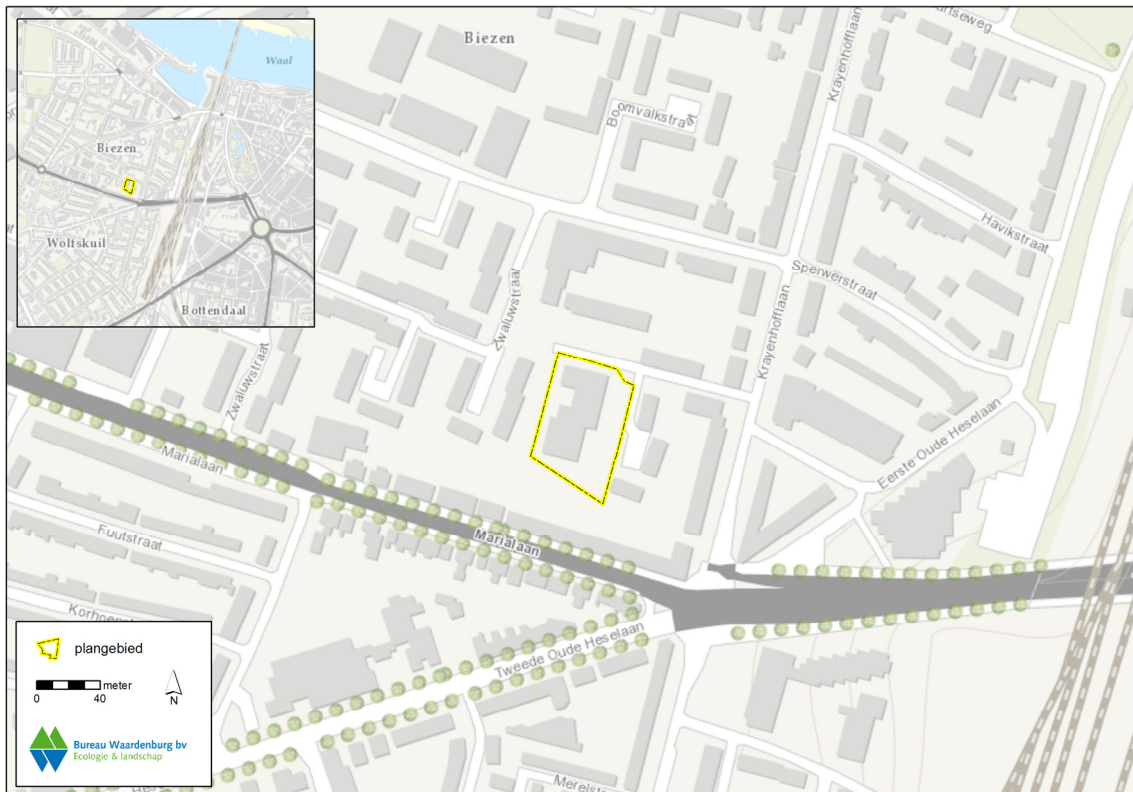 Waal
Biezen
Wolfskuil
Bottendaal
Biezen
Boomvalkstraat
Krayenhofflaan
Havikstraat
Sperwerstraat
Zwaluwstraat
Krayenhofflaan
Zwaluwstraat
Eerste Oude Heselaan
Marialaan
Marialaan
Fuutstraat
Tweede Oude Heselaan
plangebied
meter
0 40
N
Bureau Waardenburg bv
Ecologie & landschap